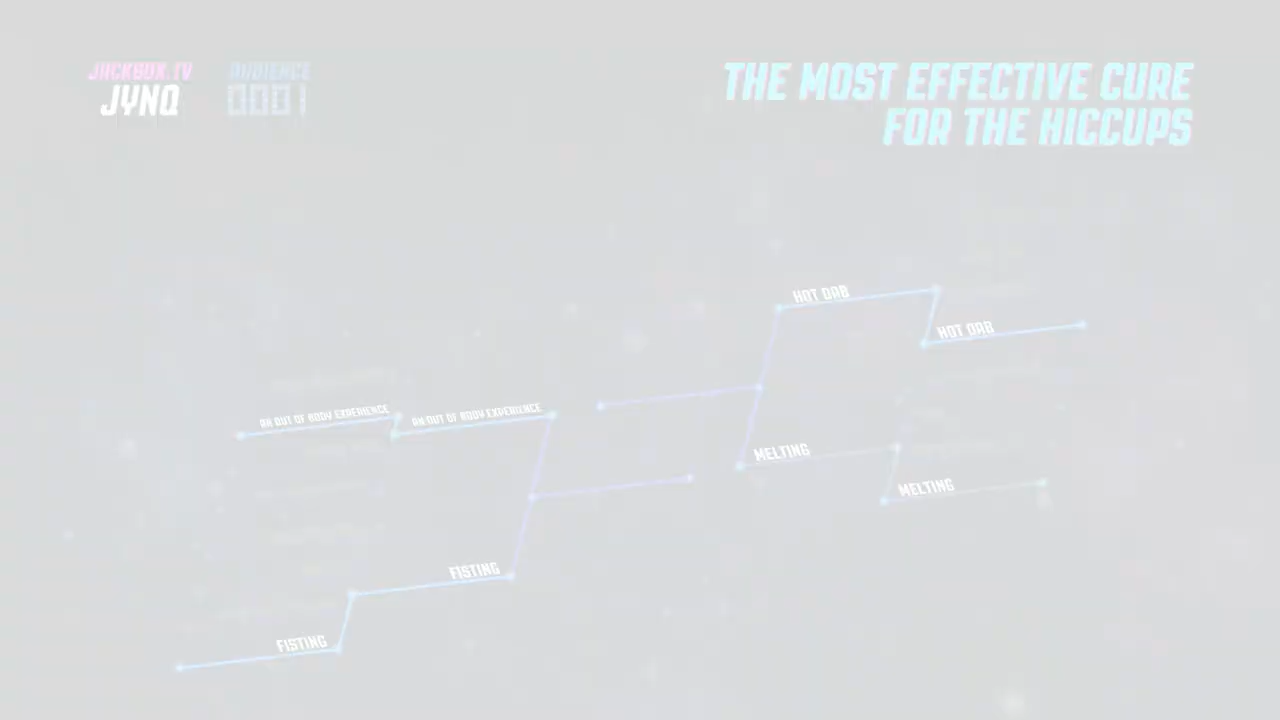 JACKBOX.TV
JYNQ
AUDIENCE
0001
THE MOST EFFECTIVE CURE
FOR THE HICCUPS
HOT DAB
HOT DAB
AN OUT OF BODY EXPERIENCE
AN OUT OF BODY EXPERIENCE
MELTING
MELTING
FISTING
FISTING